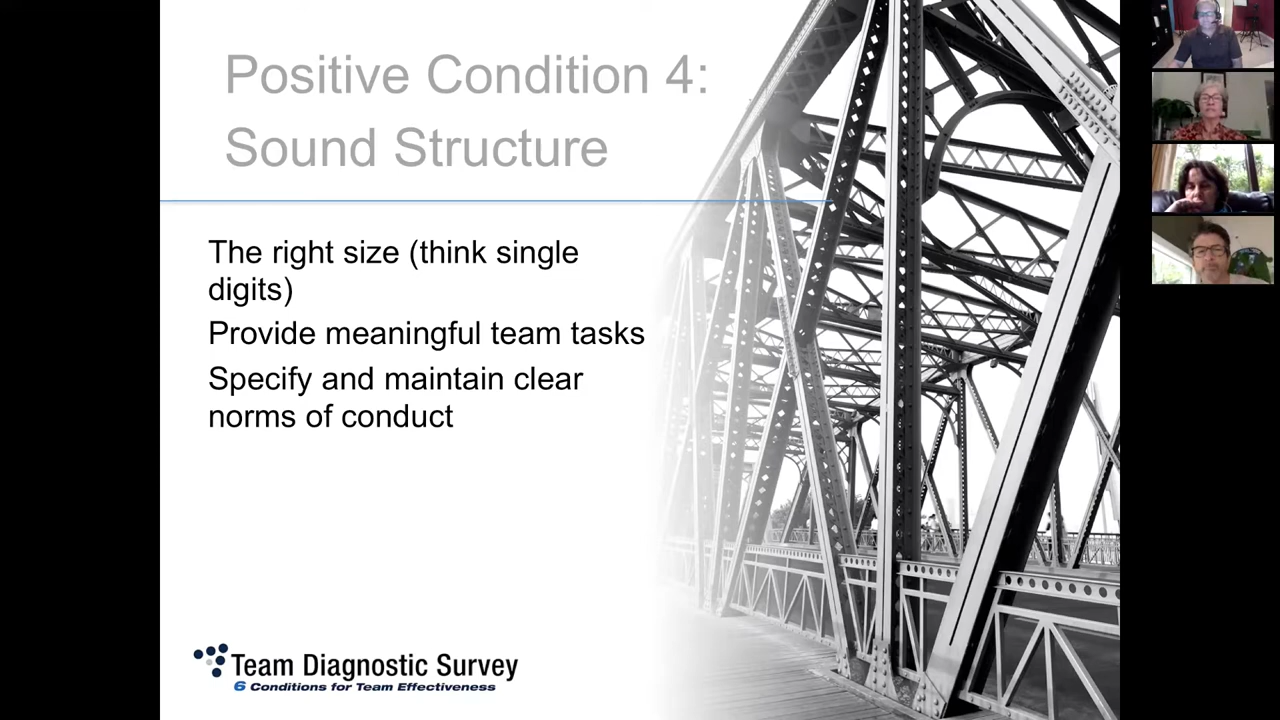 Positive Condition 4:
Sound Structure
The right size (think single
digits)
Provide meaningful team tasks
Specify and maintain clear
norms of conduct
Team Diagnostic Survey
6 Conditions for Team Effectiveness